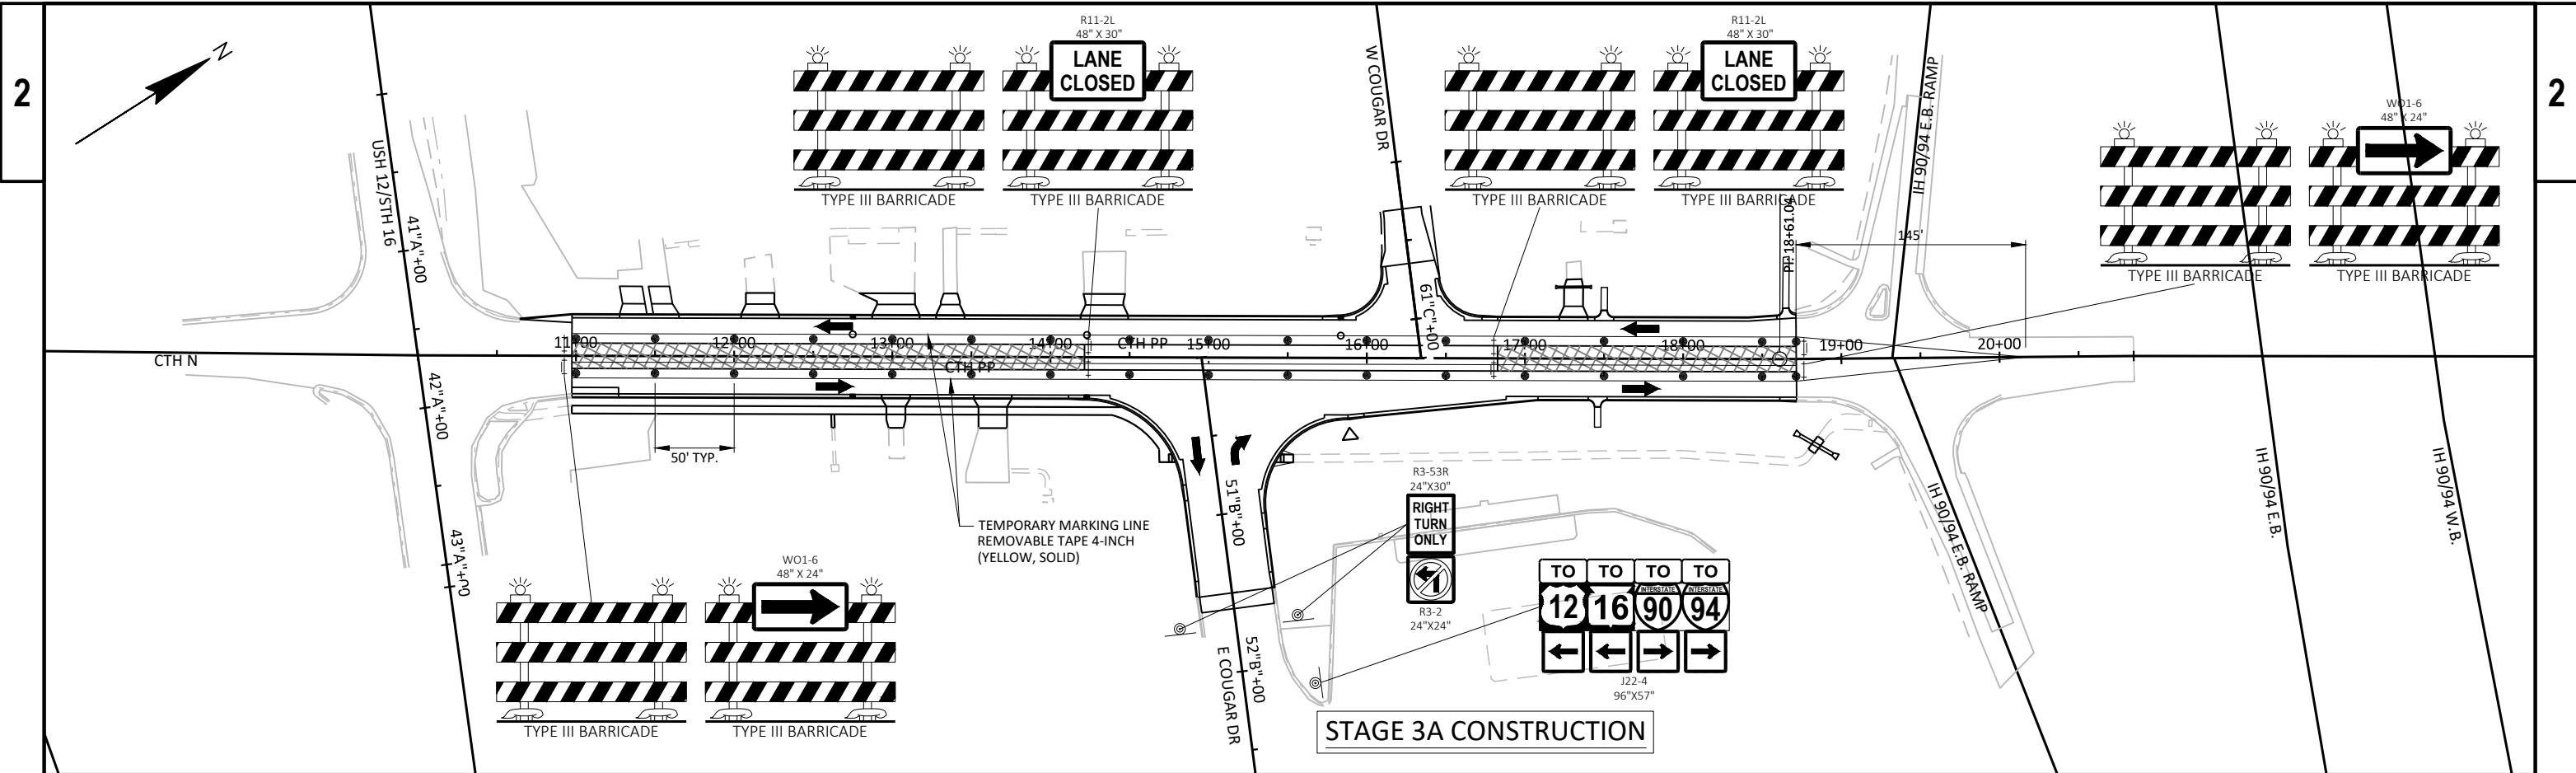 2
2
N
R11-2L
48" X 30"
LANE
CLOSED
TYPE III BARRICADE
TYPE III BARRICADE
R11-2L
48" X 30"
LANE
CLOSED
TYPE III BARRICADE
TYPE III BARRICADE
WO1-6
48" X 24"
TYPE III BARRICADE
TYPE III BARRICADE
W COUGAR DR
IH 90/94 E.B. RAMP
USH 12/STH 16
41"A"+00
42"A"+00
43"A"+00
PI: 18+61.04
145'
61"C"+00
CTH N
11+00
12+00
13+00
14+00
CTH PP
15+00
16+00
17+00
18+00
19+00
20+00
CTH PP
50' TYP.
TEMPORARY MARKING LINE
REMOVABLE TAPE 4-INCH
(YELLOW, SOLID)
51"B"+00
52"B"+00
E COUGAR DR
R3-53R
24"X30"
RIGHT
TURN
ONLY
R3-2
24"X24"
TO TO TO TO
12 16 INTERSTATE 90 INTERSTATE 94
J22-4
96"X57"
IH 90/94 E.B. RAMP
IH 90/94 E.B.
IH 90/94 W.B.
WO1-6
48" X 24"
TYPE III BARRICADE
TYPE III BARRICADE
STAGE 3A CONSTRUCTION